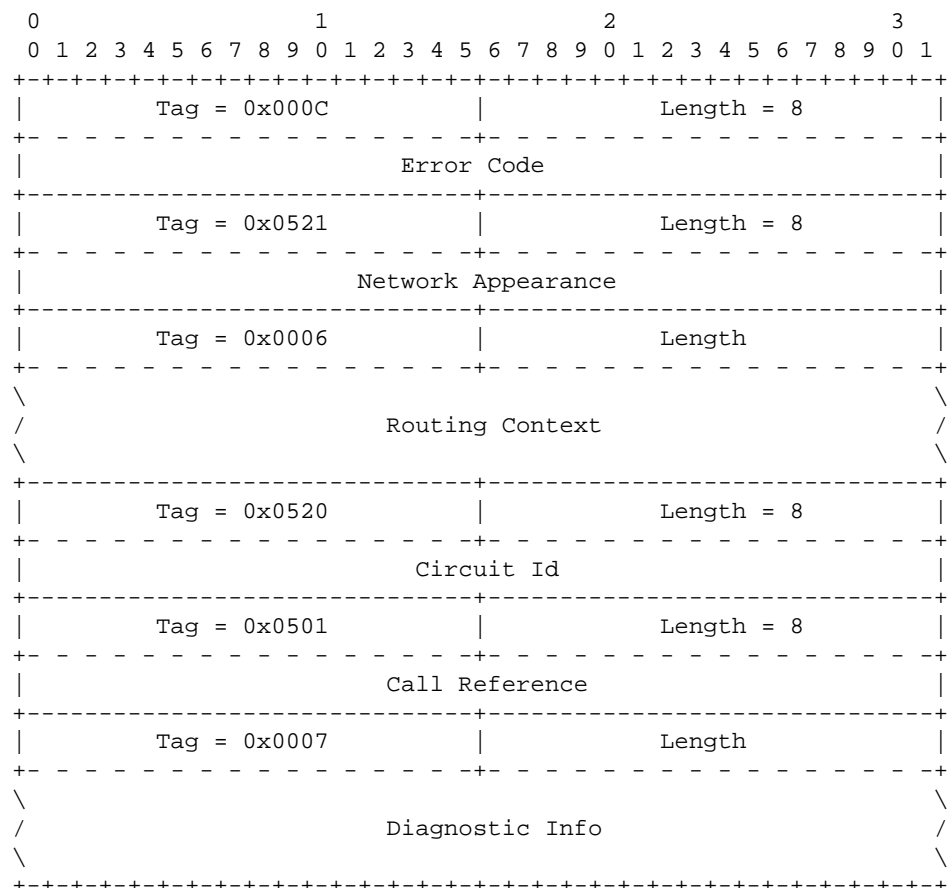 0                   1                   2                   3
0 1 2 3 4 5 6 7 8 9 0 1 2 3 4 5 6 7 8 9 0 1 2 3 4 5 6 7 8 9 0 1
Tag = 0x000C | Length = 8
Error Code
Tag = 0x0521 | Length = 8
Network Appearance
Tag = 0x0006 | Length
Routing Context
Tag = 0x0520 | Length = 8
Circuit Id
Tag = 0x0501 | Length = 8
Call Reference
Tag = 0x0007 | Length
Diagnostic Info